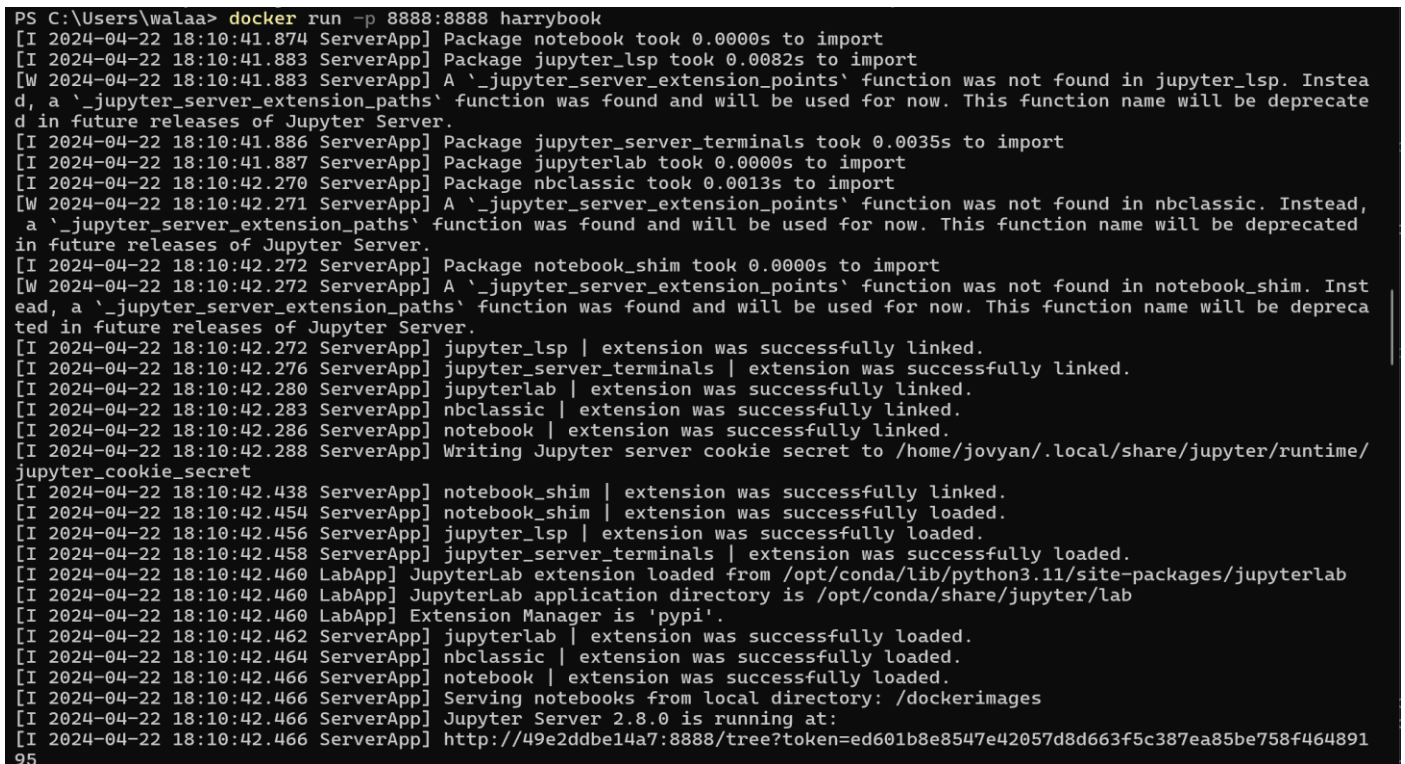 PS C:\Users\walaa> docker run -p 8888:8888 harrybook
[I 2024-04-22 18:10:41.874 ServerApp] Package notebook took 0.0000s to import
[I 2024-04-22 18:10:41.883 ServerApp] Package jupyter_lsp took 0.0082s to import
[W 2024-04-22 18:10:41.883 ServerApp] A `_jupyter_server_extension_points` function was not found in jupyter_lsp. Instea
d, a `_jupyter_server_extension_paths` function was found and will be used for now. This function name will be deprecate
d in future releases of Jupyter Server.
[I 2024-04-22 18:10:41.886 ServerApp] Package jupyter_server_terminals took 0.0035s to import
[I 2024-04-22 18:10:41.887 ServerApp] Package jupyterlab took 0.0000s to import
[I 2024-04-22 18:10:42.270 ServerApp] Package nbclassic took 0.0013s to import
[W 2024-04-22 18:10:42.271 ServerApp] A `_jupyter_server_extension_points` function was not found in nbclassic. Instead,
 a `_jupyter_server_extension_paths` function was found and will be used for now. This function name will be deprecated
in future releases of Jupyter Server.
[I 2024-04-22 18:10:42.272 ServerApp] Package notebook_shim took 0.0000s to import
[W 2024-04-22 18:10:42.272 ServerApp] A `_jupyter_server_extension_points` function was not found in notebook_shim. Inst
ead, a `_jupyter_server_extension_paths` function was found and will be used for now. This function name will be depreca
ted in future releases of Jupyter Server.
[I 2024-04-22 18:10:42.272 ServerApp] jupyter_lsp | extension was successfully linked.
[I 2024-04-22 18:10:42.276 ServerApp] jupyter_server_terminals | extension was successfully linked.
[I 2024-04-22 18:10:42.280 ServerApp] jupyterlab | extension was successfully linked.
[I 2024-04-22 18:10:42.283 ServerApp] nbclassic | extension was successfully linked.
[I 2024-04-22 18:10:42.286 ServerApp] notebook | extension was successfully linked.
[I 2024-04-22 18:10:42.288 ServerApp] Writing Jupyter server cookie secret to /home/jovyan/.local/share/jupyter/runtime/
jupyter_cookie_secret
[I 2024-04-22 18:10:42.438 ServerApp] notebook_shim | extension was successfully linked.
[I 2024-04-22 18:10:42.454 ServerApp] notebook_shim | extension was successfully loaded.
[I 2024-04-22 18:10:42.456 ServerApp] jupyter_lsp | extension was successfully loaded.
[I 2024-04-22 18:10:42.458 ServerApp] jupyter_server_terminals | extension was successfully loaded.
[I 2024-04-22 18:10:42.460 LabApp] JupyterLab extension loaded from /opt/conda/lib/python3.11/site-packages/jupyterlab
[I 2024-04-22 18:10:42.460 LabApp] JupyterLab application directory is /opt/conda/share/jupyter/lab
[I 2024-04-22 18:10:42.460 LabApp] Extension Manager is 'pypi'.
[I 2024-04-22 18:10:42.462 ServerApp] jupyterlab | extension was successfully loaded.
[I 2024-04-22 18:10:42.464 ServerApp] nbclassic | extension was successfully loaded.
[I 2024-04-22 18:10:42.466 ServerApp] notebook | extension was successfully loaded.
[I 2024-04-22 18:10:42.466 ServerApp] Serving notebooks from local directory: /dockerimages
[I 2024-04-22 18:10:42.466 ServerApp] Jupyter Server 2.8.0 is running at:
[I 2024-04-22 18:10:42.466 ServerApp] http://49e2ddbe14a7:8888/tree?token=ed601b8e8547e42057d8d663f5c387ea85be758f464891
95